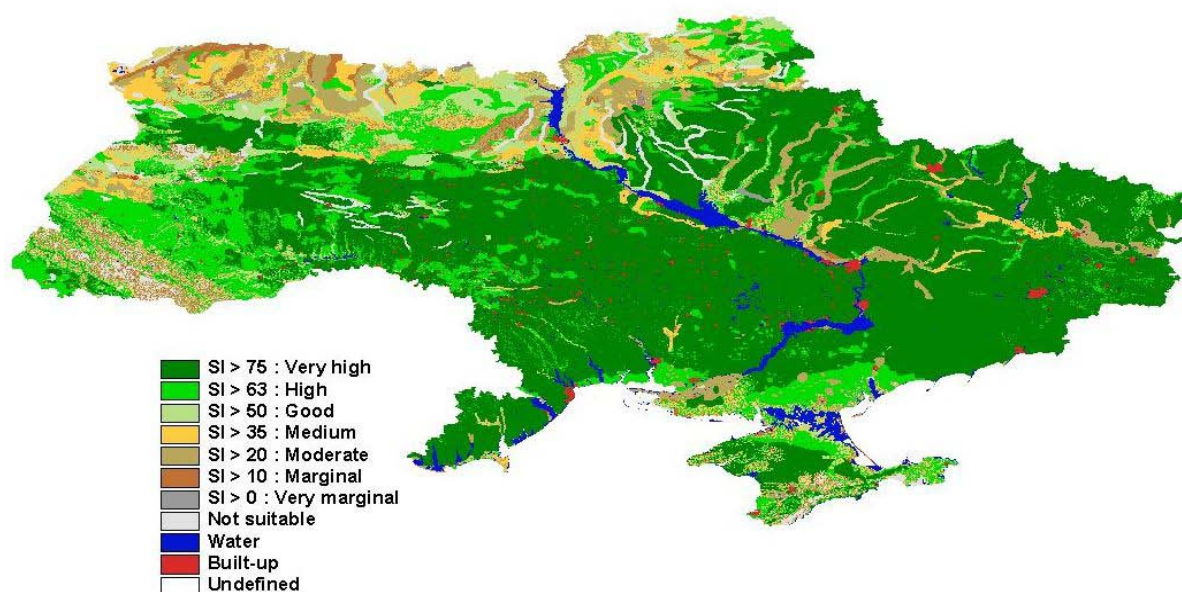 SI > 75 : Very high
SI > 63 : High
SI > 50 : Good
SI > 35 : Medium
SI > 20 : Moderate
SI > 10 : Marginal
SI > 0 : Very marginal
Not suitable
Water
Built-up
Undefined